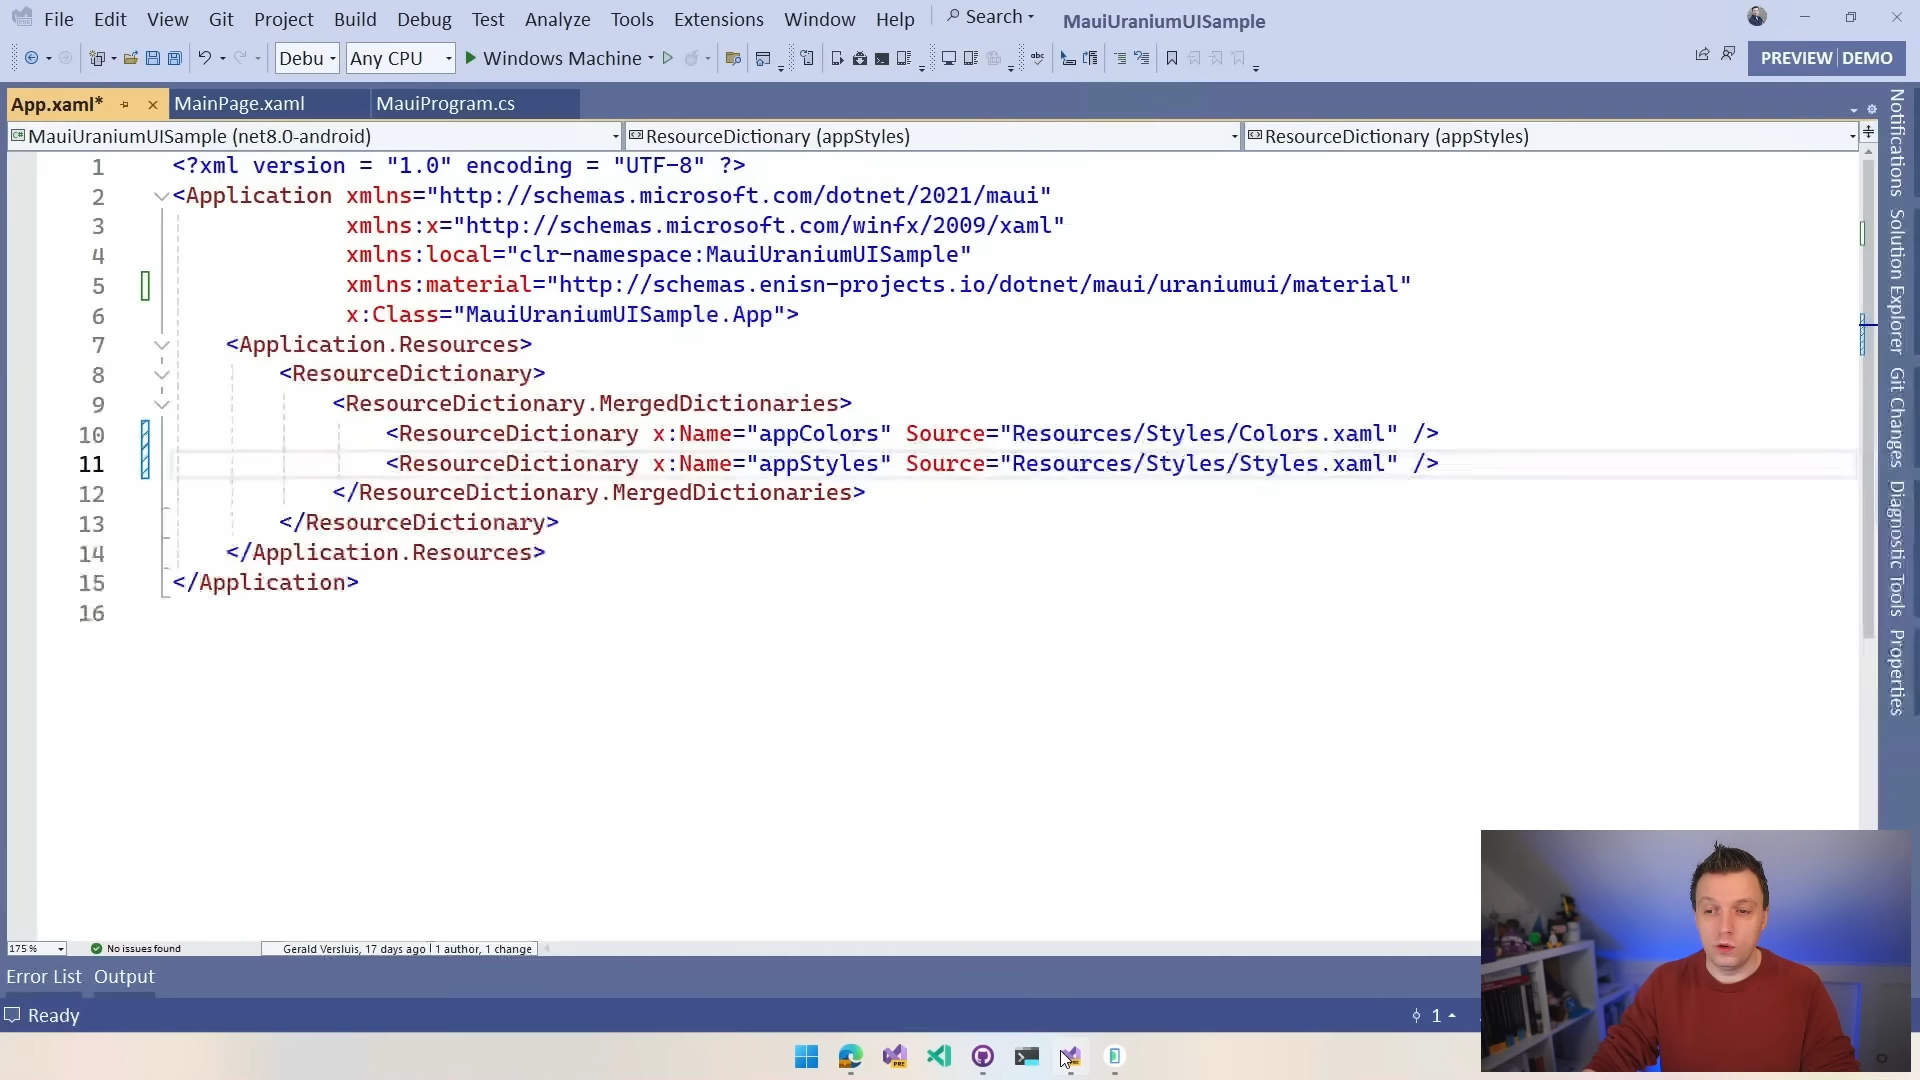 File Edit View Git Project Build Debug Test Analyze Tools Extensions Window Help Search MauiUraniumUISample
Debu Any CPU Windows Machine PREVIEW DEMO
App.xaml* MainPage.xaml MauiProgram.cs
MauiUraniumUISample (net8.0-android) ResourceDictionary (appStyles) ResourceDictionary (appStyles)
1 <?xml version = "1.0" encoding = "UTF-8" ?>
2 <Application xmlns="http://schemas.microsoft.com/dotnet/2021/maui"
3 xmlns:x="http://schemas.microsoft.com/winfx/2009/xaml"
4 xmlns:local="clr-namespace:MauiUraniumUISample"
5 xmlns:material="http://schemas.enisn-projects.io/dotnet/maui/uraniumui/material"
6 x:Class="MauiUraniumUISample.App">
7 <Application.Resources>
8 <ResourceDictionary>
9 <ResourceDictionary.MergedDictionaries>
10 <ResourceDictionary x:Name="appColors" Source="Resources/Styles/Colors.xaml" />
11 <ResourceDictionary x:Name="appStyles" Source="Resources/Styles/Styles.xaml" />
12 </ResourceDictionary.MergedDictionaries>
13 </ResourceDictionary>
14 </Application.Resources>
15 </Application>
16
Notifications
Solution Explorer
Git Changes
Diagnostic Tools
Properties
175 % No issues found Gerald Versluis, 17 days ago | 1 author, 1 change
Error List Output
Ready 1